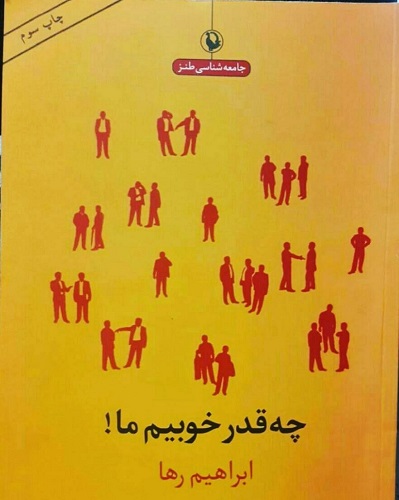 چاپ سوم
جامعه‌شناسی طنز
چه‌قدر خوبیم ما!
ابراهیم رها